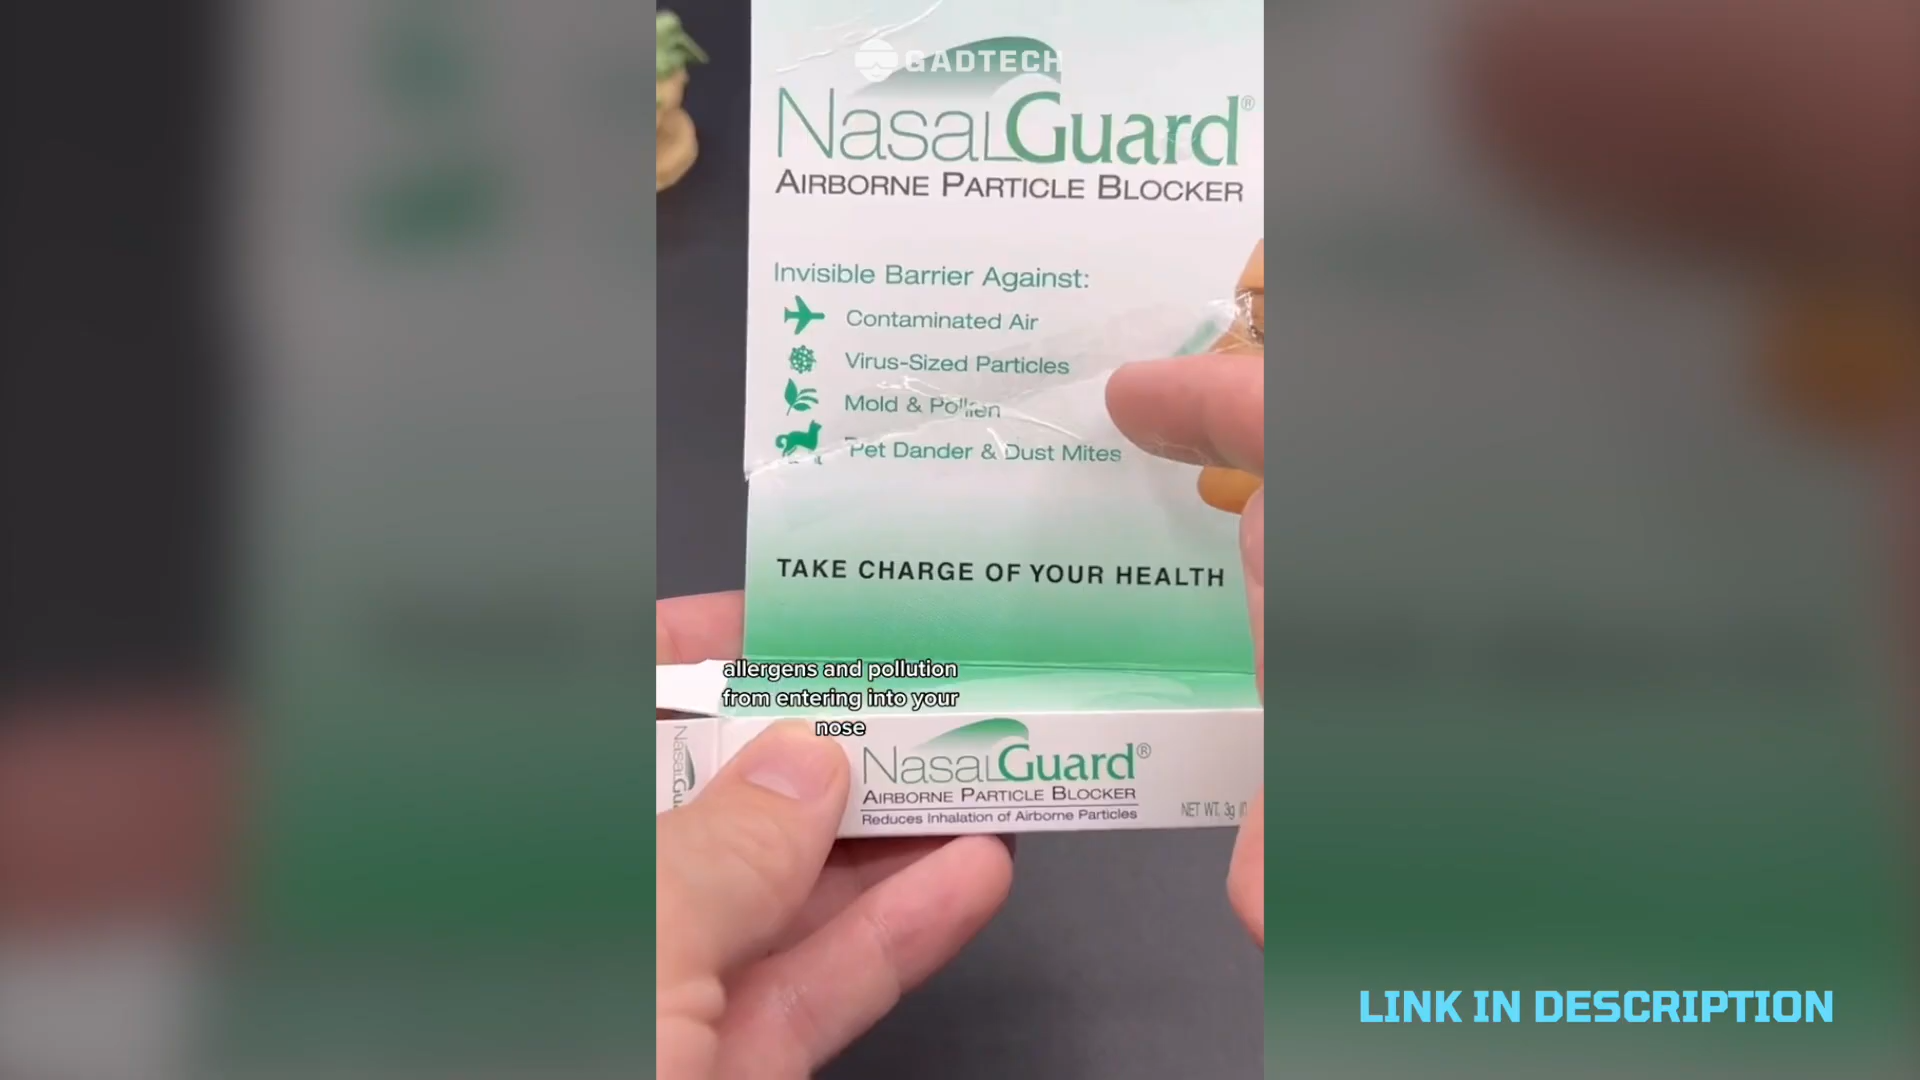 GADTECH
NasalGuard®
AIRBORNE PARTICLE BLOCKER
Invisible Barrier Against:
Contaminated Air
Virus-Sized Particles
Mold & Pollen
Pet Dander & Dust Mites
TAKE CHARGE OF YOUR HEALTH
allergens and pollution
from entering into your
nose
NasalGuard®
AIRBORNE PARTICLE BLOCKER
Reduces Inhalation of Airborne Particles
NET WT. 3g
LINK IN DESCRIPTION